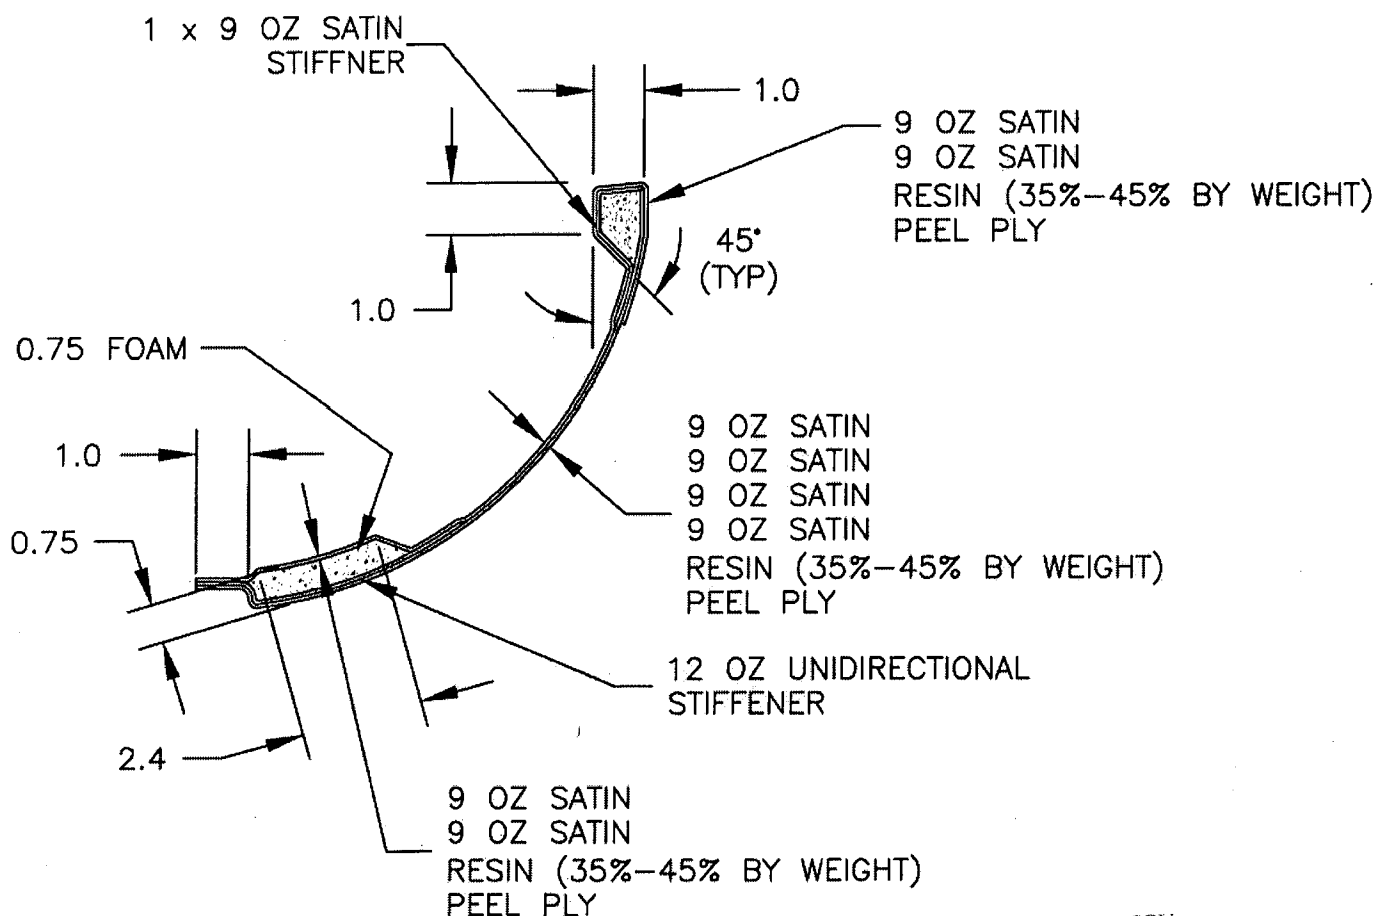 1 x 9 OZ SATIN
STIFFNER
1.0
9 OZ SATIN
9 OZ SATIN
RESIN (35%-45% BY WEIGHT)
PEEL PLY
45°
(TYP)
1.0
0.75 FOAM
1.0
9 OZ SATIN
9 OZ SATIN
9 OZ SATIN
9 OZ SATIN
RESIN (35%-45% BY WEIGHT)
PEEL PLY
0.75
12 OZ UNIDIRECTIONAL
STIFFENER
2.4
9 OZ SATIN
9 OZ SATIN
RESIN (35%-45% BY WEIGHT)
PEEL PLY